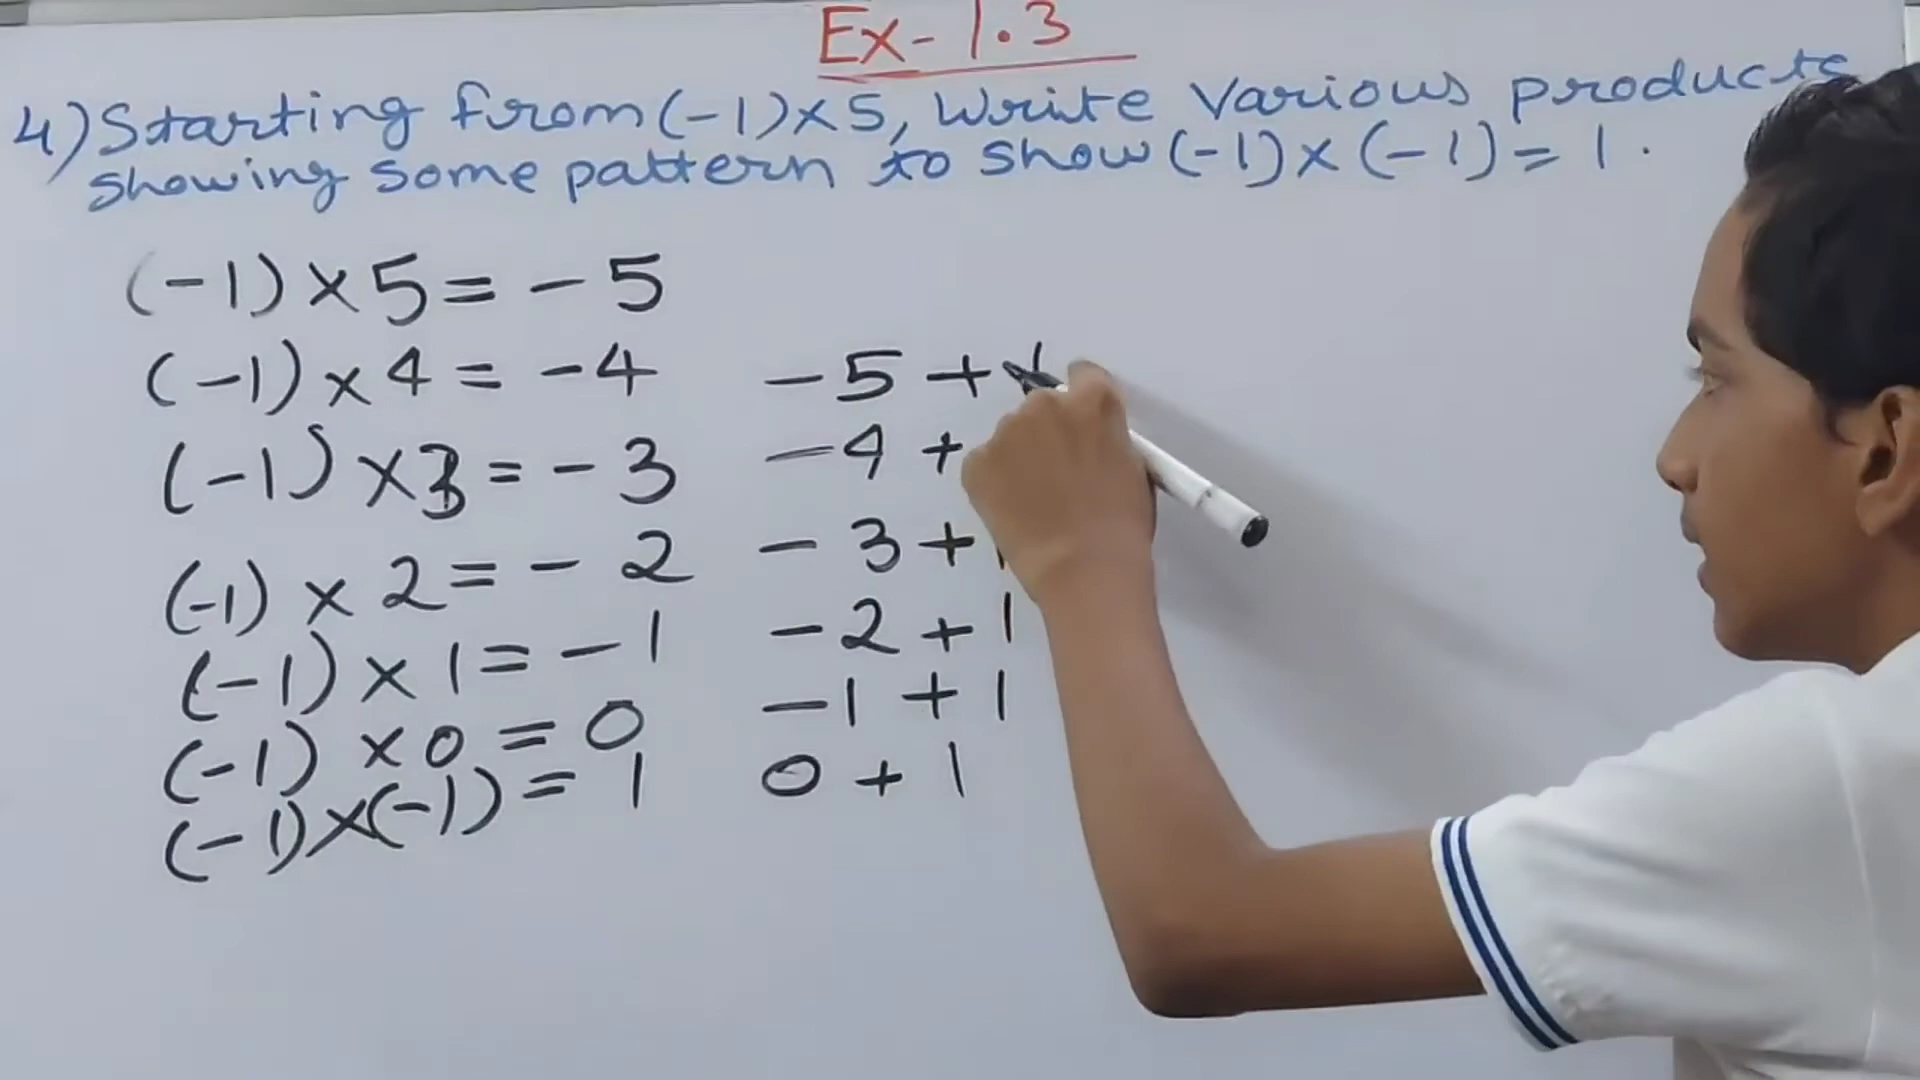 Ex- 1.3
4) Starting from (-1)×5, Write Various products
showing some pattern to show (-1)×(-1)=1.
(-1)×5=-5
(-1)×4=-4 -5+1
(-1)×3=-3 -4+
(-1)×2=-2 -3+1
(-1)×1=-1 -2+1
(-1)×0=0 -1+1
(-1)×(-1)=1 0+1